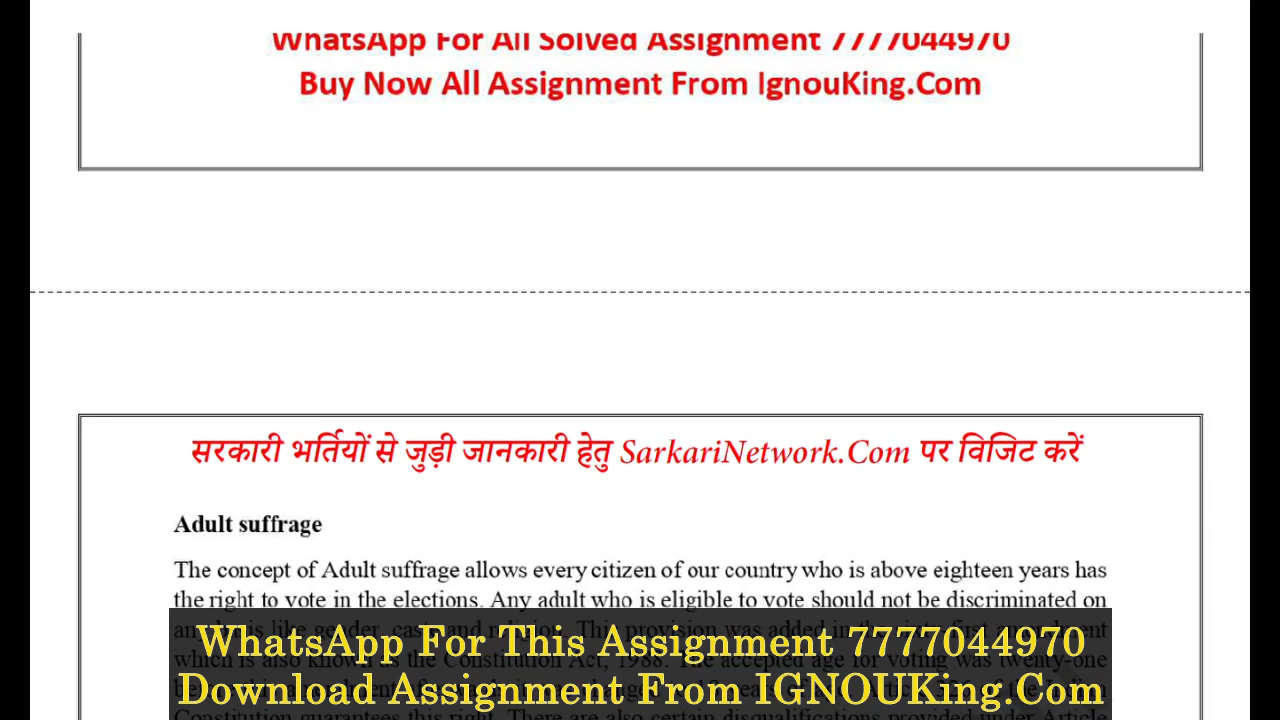 WhatsApp For All Solved Assignment 7777044970
Buy Now All Assignment From IgnouKing.Com
सरकारी भर्तियों से जुड़ी जानकारी हेतु SarkariNetwork.Com पर विजिट करें
Adult suffrage
The concept of Adult suffrage allows every citizen of our country who is above eighteen years has
the right to vote in the elections. Any adult who is eligible to vote should not be discriminated on
WhatsApp For This Assignment 7777044970
Download Assignment From IGNOUKing.Com